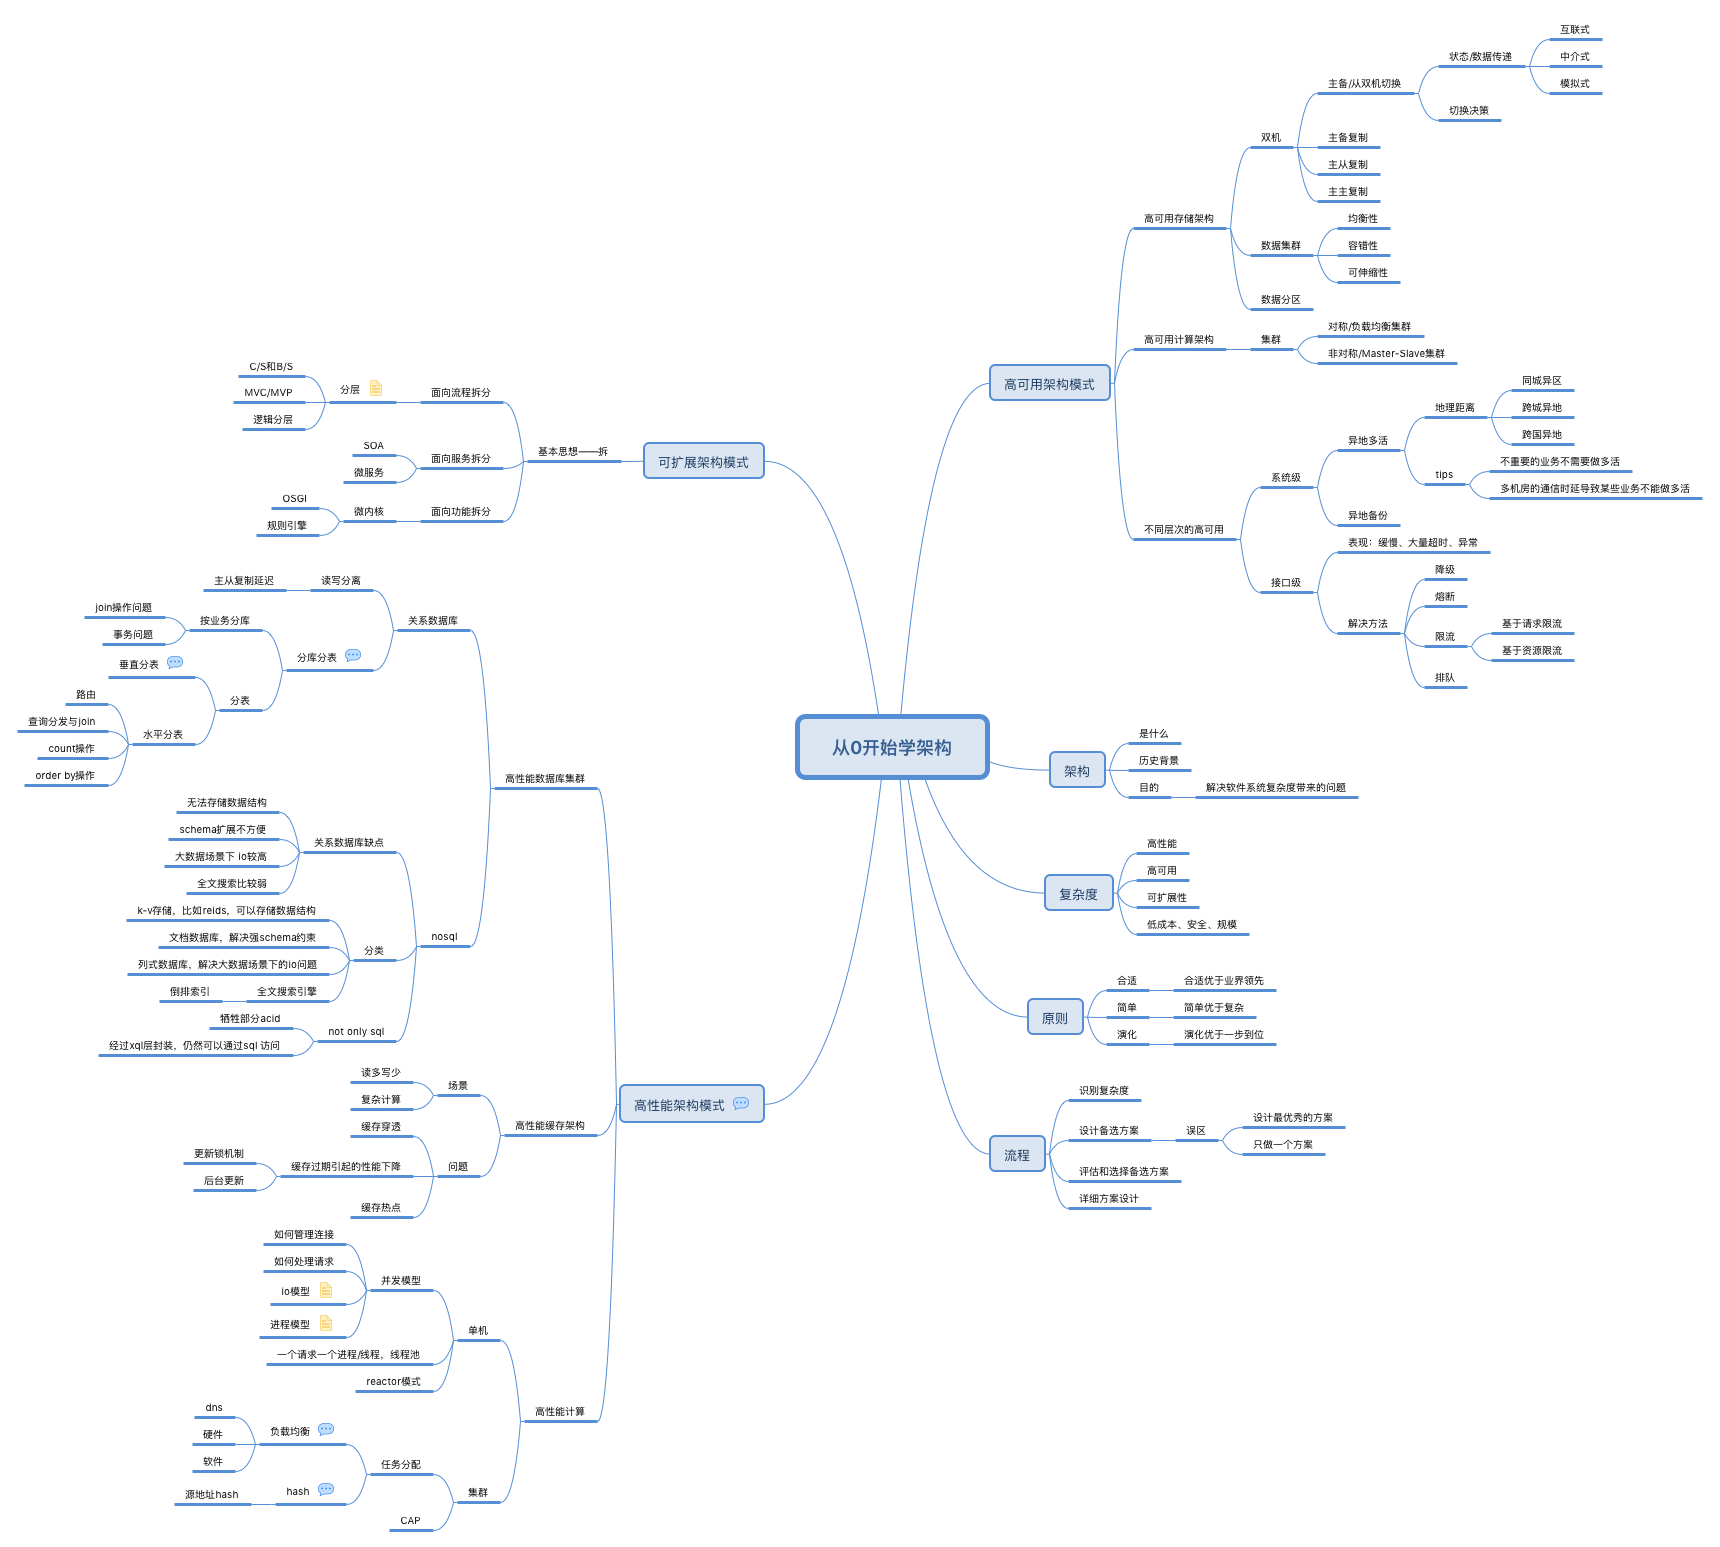 从0开始学架构
高可用架构模式
高可用存储架构
双机
主备/从双机切换
状态/数据传递
互联式
中介式
模拟式
切换决策
主备复制
主从复制
主主复制
数据集群
均衡性
容错性
可伸缩性
数据分区
高可用计算架构
集群
对称/负载均衡集群
非对称/Master-Slave集群
不同层次的高可用
系统级
异地多活
地理距离
同城异区
跨城异地
跨国异地
tips
不重要的业务不需要做多活
多机房的通信时延导致某些业务不能做多活
异地备份
接口级
表现：缓慢、大量超时、异常
解决方法
降级
熔断
限流
基于请求限流
基于资源限流
排队
架构
是什么
历史背景
目的
解决软件系统复杂度带来的问题
复杂度
高性能
高可用
可扩展性
低成本、安全、规模
原则
合适
合适优于业界领先
简单
简单优于复杂
演化
演化优于一步到位
流程
识别复杂度
设计备选方案
误区
设计最优秀的方案
只做一个方案
评估和选择备选方案
详细方案设计
可扩展架构模式
基本思想——拆
面向流程拆分
分层
C/S和B/S
MVC/MVP
逻辑分层
面向服务拆分
SOA
微服务
面向功能拆分
微内核
OSGI
规则引擎
高性能架构模式
高性能数据库集群
关系数据库
读写分离
主从复制延迟
分库分表
按业务分库
join操作问题
事务问题
分表
垂直分表
水平分表
路由
查询分发与join
count操作
order by操作
nosql
关系数据库缺点
无法存储数据结构
schema扩展不方便
大数据场景下 io较高
全文搜索比较弱
分类
k-v存储，比如reids，可以存储数据结构
文档数据库，解决强schema约束
列式数据库，解决大数据场景下的io问题
全文搜索引擎
倒排索引
not only sql
牺牲部分acid
经过xql层封装，仍然可以通过sql 访问
高性能缓存架构
场景
读多写少
复杂计算
问题
缓存穿透
缓存过期引起的性能下降
更新锁机制
后台更新
缓存热点
高性能计算
单机
并发模型
如何管理连接
如何处理请求
io模型
进程模型
一个请求一个进程/线程，线程池
reactor模式
集群
任务分配
负载均衡
dns
硬件
软件
hash
源地址hash
CAP